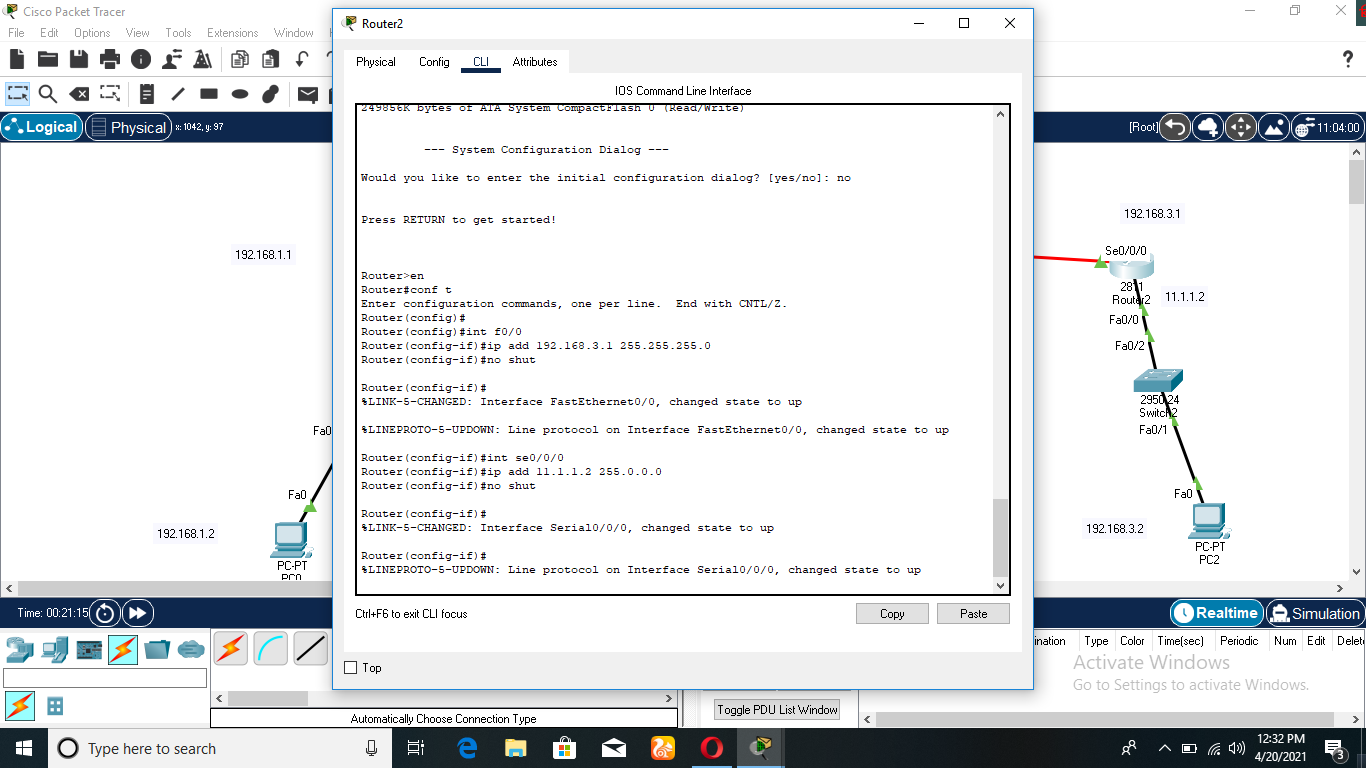 Cisco Packet Tracer
File Edit Options View Tools Extensions Window
Logical
Physical
x: 1042, y: 97
[Root]
11:04:00
192.168.1.1
Fa0
Fa0
192.168.1.2
PC-PT
PC0
Router2
Physical Config CLI Attributes
IOS Command Line Interface
249856K bytes of ATA System CompactFlash 0 (Read/Write)
--- System Configuration Dialog ---
Would you like to enter the initial configuration dialog? [yes/no]: no
Press RETURN to get started!
Router>en
Router#conf t
Enter configuration commands, one per line.  End with CNTL/Z.
Router(config)#
Router(config)#int f0/0
Router(config-if)#ip add 192.168.3.1 255.255.255.0
Router(config-if)#no shut
Router(config-if)#
%LINK-5-CHANGED: Interface FastEthernet0/0, changed state to up
%LINEPROTO-5-UPDOWN: Line protocol on Interface FastEthernet0/0, changed state to up
Router(config-if)#int se0/0/0
Router(config-if)#ip add 11.1.1.2 255.0.0.0
Router(config-if)#no shut
Router(config-if)#
%LINK-5-CHANGED: Interface Serial0/0/0, changed state to up
Router(config-if)#
%LINEPROTO-5-UPDOWN: Line protocol on Interface Serial0/0/0, changed state to up
Ctrl+F6 to exit CLI focus
Copy
Paste
Top
192.168.3.1
Se0/0/0
2811
Router2
11.1.1.2
Fa0/0
Fa0/2
2950-24
Switch2
Fa0/1
Fa0
192.168.3.2
PC-PT
PC2
Time: 00:21:15
Realtime
Simulation
Automatically Choose Connection Type
Toggle PDU List Window
Type Color Time(sec) Periodic Num Edit
Activate Windows
Go to Settings to activate Windows.
Type here to search
12:32 PM
4/20/2021
3